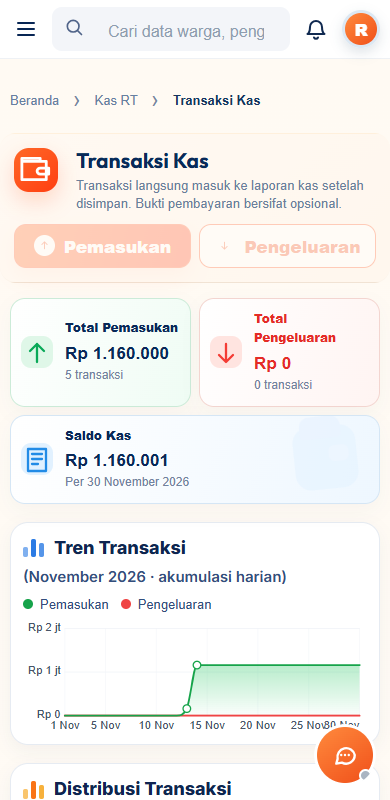 Cari data warga, peng
R
Beranda › Kas RT › Transaksi Kas
Transaksi Kas
Transaksi langsung masuk ke laporan kas setelah
disimpan. Bukti pembayaran bersifat opsional.
↑ Pemasukan
↓ Pengeluaran
Total Pemasukan
Rp 1.160.000
5 transaksi
Total
Pengeluaran
Rp 0
0 transaksi
Saldo Kas
Rp 1.160.001
Per 30 November 2026
Tren Transaksi
(November 2026 · akumulasi harian)
Pemasukan Pengeluaran
Rp 2 jt
Rp 1 jt
Rp 0
1 Nov 5 Nov 10 Nov 15 Nov 20 Nov 25 Nov 30 Nov
Distribusi Transaksi